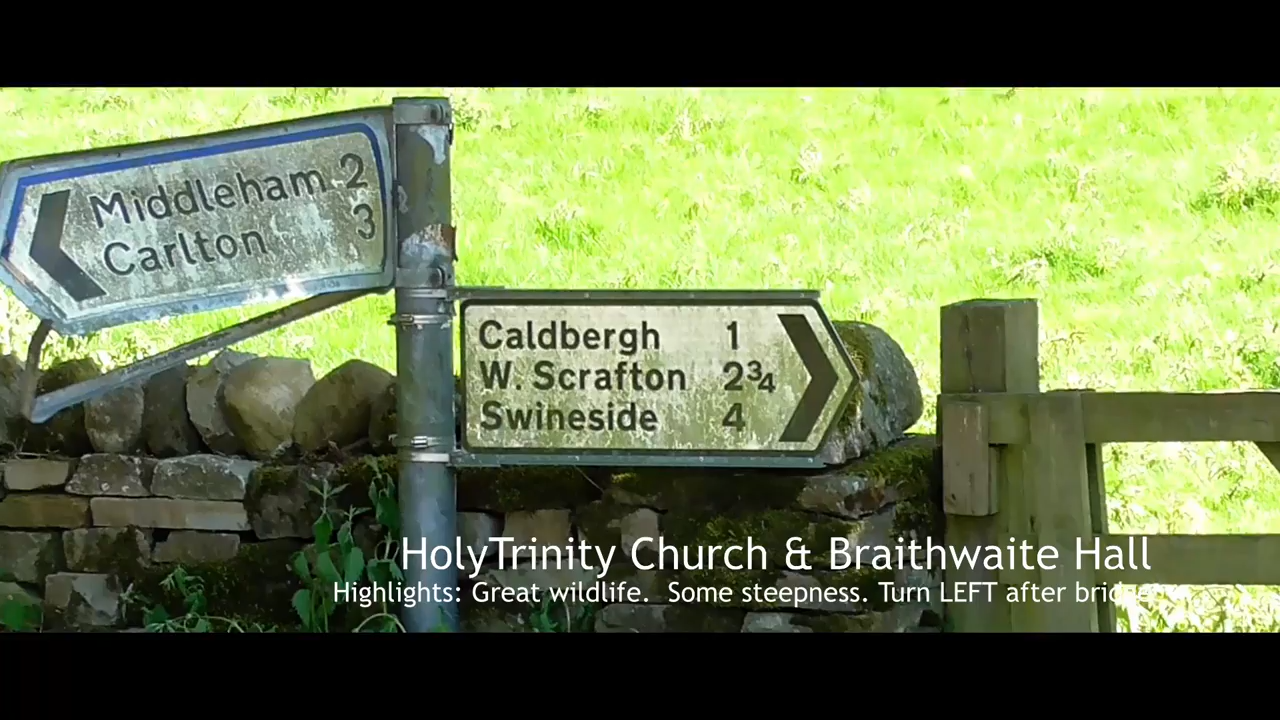 Middleham 2
Carlton 3
Caldbergh 1
W. Scrafton 2¾
Swineside 4
HolyTrinity Church & Braithwaite Hall
Highlights: Great wildlife.  Some steepness. Turn LEFT after bridge